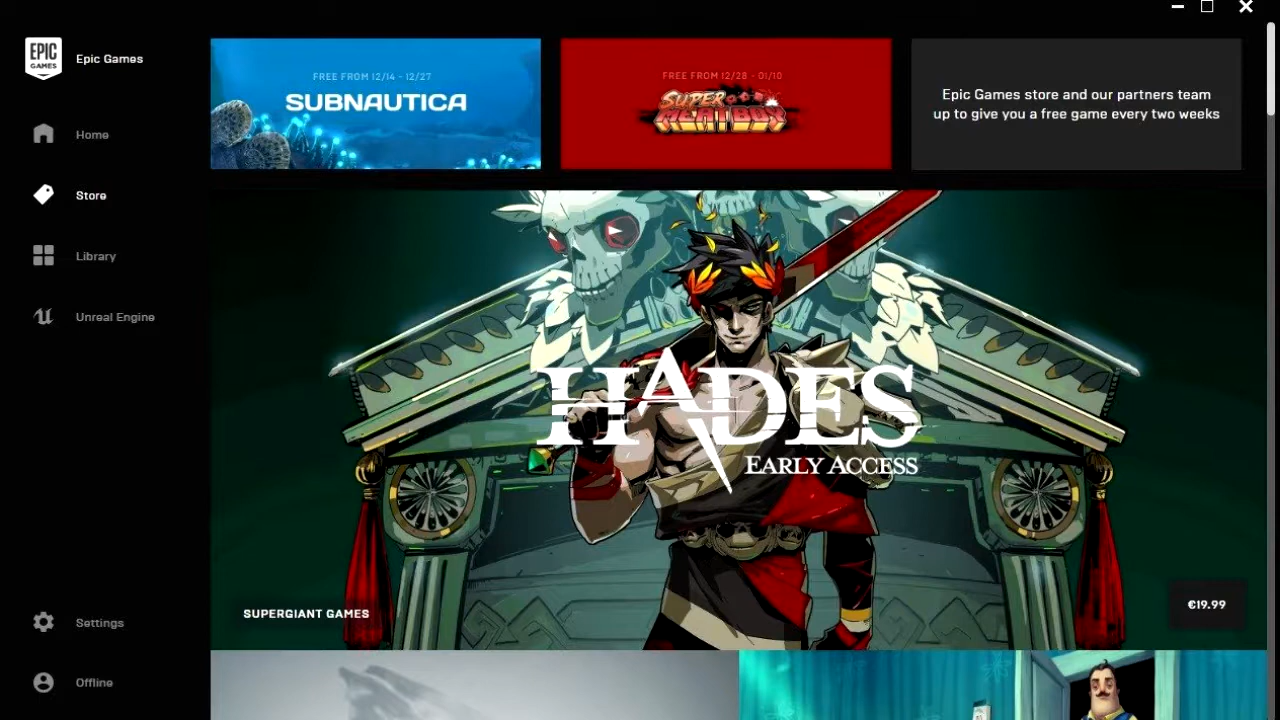 EPIC
GAMES
Epic Games
Home
Store
Library
Unreal Engine
Settings
Offline
FREE FROM 12/14 - 12/27
SUBNAUTICA
FREE FROM 12/28 - 01/10
SUPER
MEATBOY
Epic Games store and our partners team
up to give you a free game every two weeks
HADES
EARLY ACCESS
SUPERGIANT GAMES
€19.99